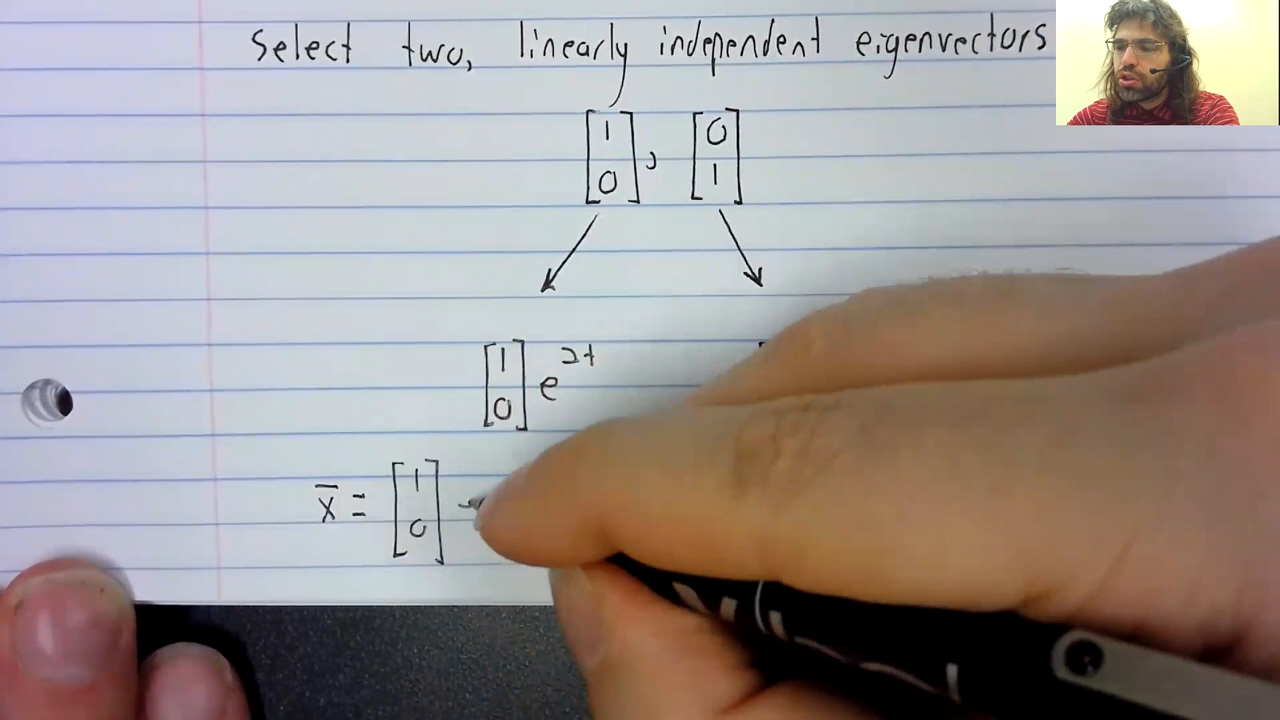 Select two, linearly independent eigenvectors
[1 0], [0 1]
[1 0] e^2t
x̄ = [1 0]